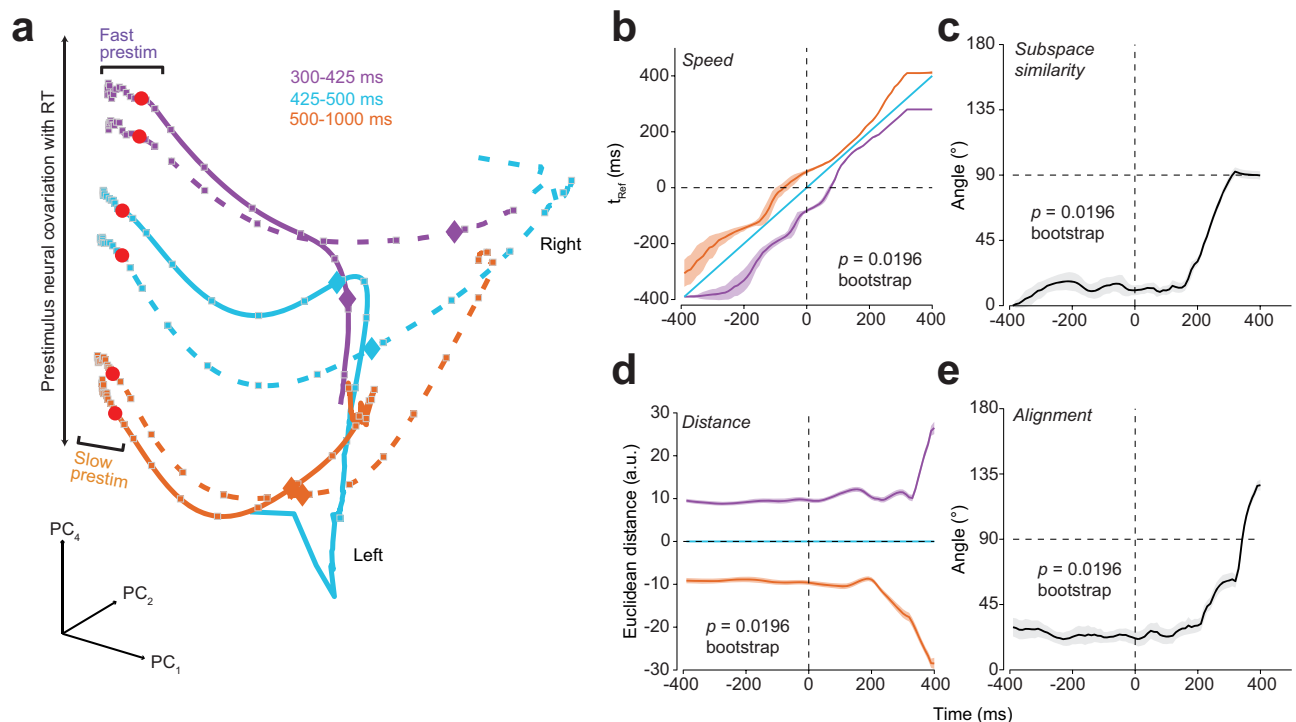 a
Prestimulus neural covariation with RT
Fast
prestim
300-425 ms
425-500 ms
500-1000 ms
Right
Left
Slow
prestim
PC4
PC2
PC1
b
Speed
tRef (ms)
400
200
0
-200
-400
p = 0.0196
bootstrap
-400 -200 0 200 400
c
Subspace
similarity
Angle (°)
180
135
90
45
0
p = 0.0196
bootstrap
-400 -200 0 200 400
d
Distance
Euclidean distance (a.u.)
30
20
10
0
-10
-20
-30
p = 0.0196
bootstrap
-400 -200 0 200 400
e
Alignment
Angle (°)
180
135
90
45
0
p = 0.0196
bootstrap
-400 -200 0 200 400
Time (ms)